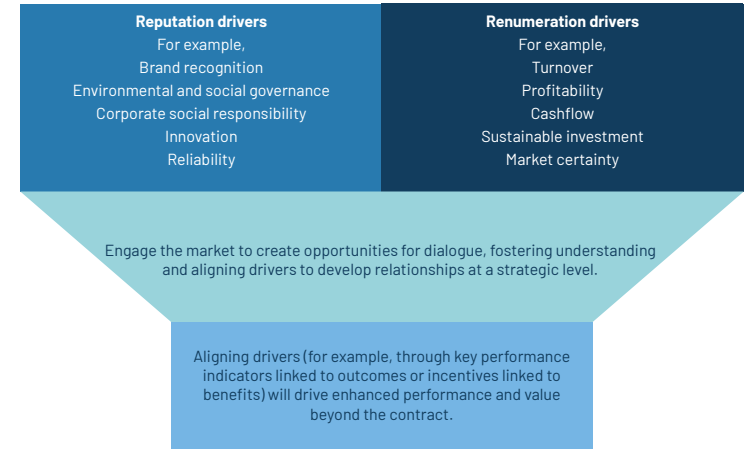 Reputation drivers
For example,
Brand recognition
Environmental and social governance
Corporate social responsibility
Innovation
Reliability
Renumeration drivers
For example,
Turnover
Profitability
Cashflow
Sustainable investment
Market certainty
Engage the market to create opportunities for dialogue, fostering understanding
and aligning drivers to develop relationships at a strategic level.
Aligning drivers (for example, through key performance
indicators linked to outcomes or incentives linked to
benefits) will drive enhanced performance and value
beyond the contract.